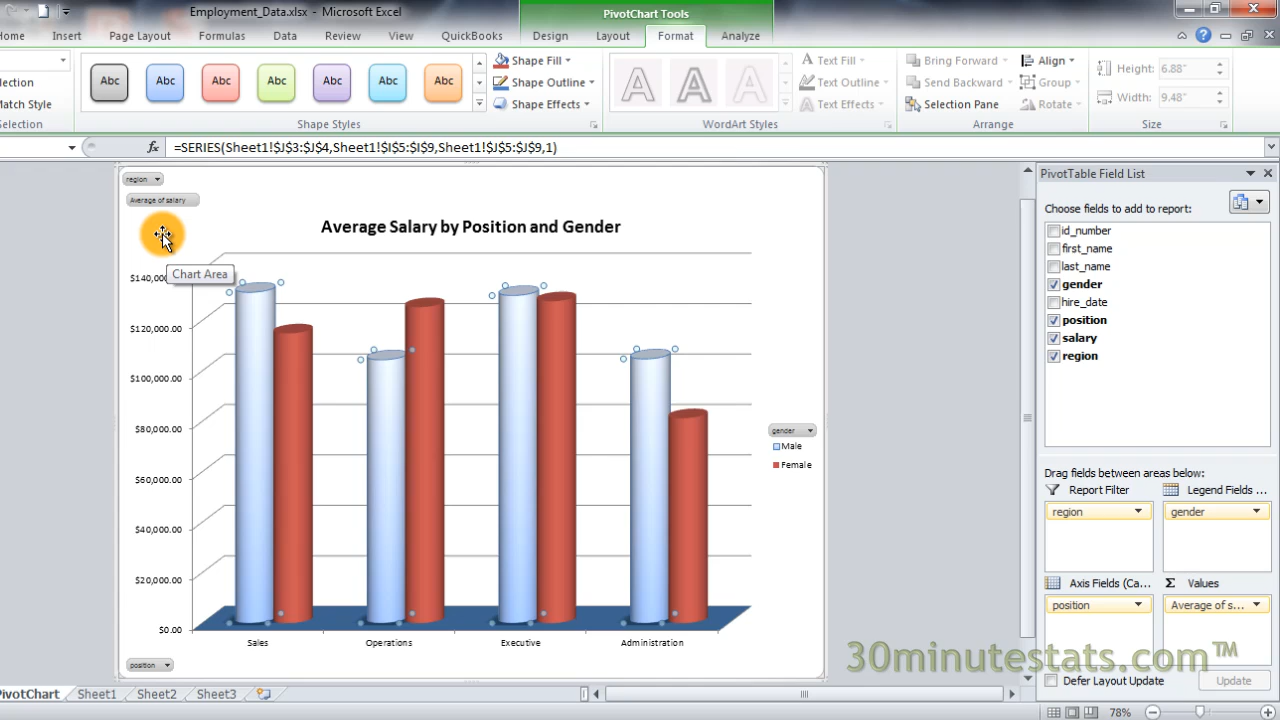 Employment_Data.xlsx - Microsoft Excel
PivotChart Tools
Home Insert Page Layout Formulas Data Review View QuickBooks Design Layout Format Analyze
Abc Abc Abc Abc Abc Abc Abc
Shape Fill
Shape Outline
Shape Effects
Shape Styles
Text Fill
Text Outline
Text Effects
WordArt Styles
Bring Forward
Send Backward
Selection Pane
Align
Group
Rotate
Arrange
Height: 6.88"
Width: 9.48"
Size
election
Match Style
Selection
fx =SERIES(Sheet1!$J$3:$J$4,Sheet1!$I$5:$I$9,Sheet1!$J$5:$J$9,1)
region
Average of salary
Average Salary by Position and Gender
Chart Area
$140,00
$120,000.00
$100,000.00
$80,000.00
$60,000.00
$40,000.00
$20,000.00
$0.00
Sales Operations Executive Administration
gender
Male
Female
position
PivotTable Field List
Choose fields to add to report:
id_number
first_name
last_name
gender
hire_date
position
salary
region
Drag fields between areas below:
Report Filter
region
Legend Fields ...
gender
Axis Fields (Ca...
position
Σ Values
Average of s...
Defer Layout Update
Update
30minutestats.com™
PivotChart Sheet1 Sheet2 Sheet3
78%